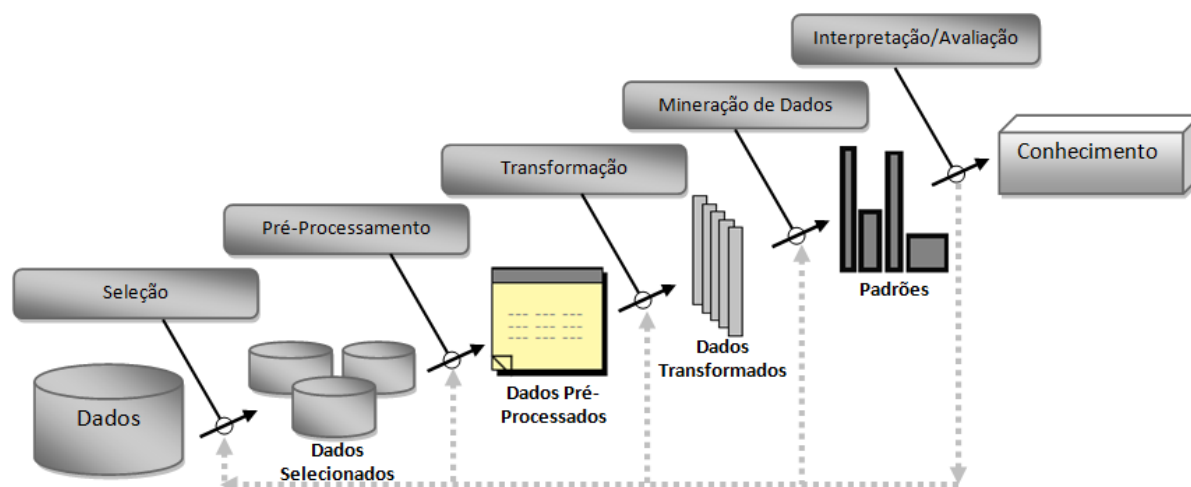 Interpretação/Avaliação
Mineração de Dados
Conhecimento
Transformação
Pré-Processamento
Seleção
Padrões
Dados
Transformados
Dados Pré-
Processados
Dados
Dados
Selecionados